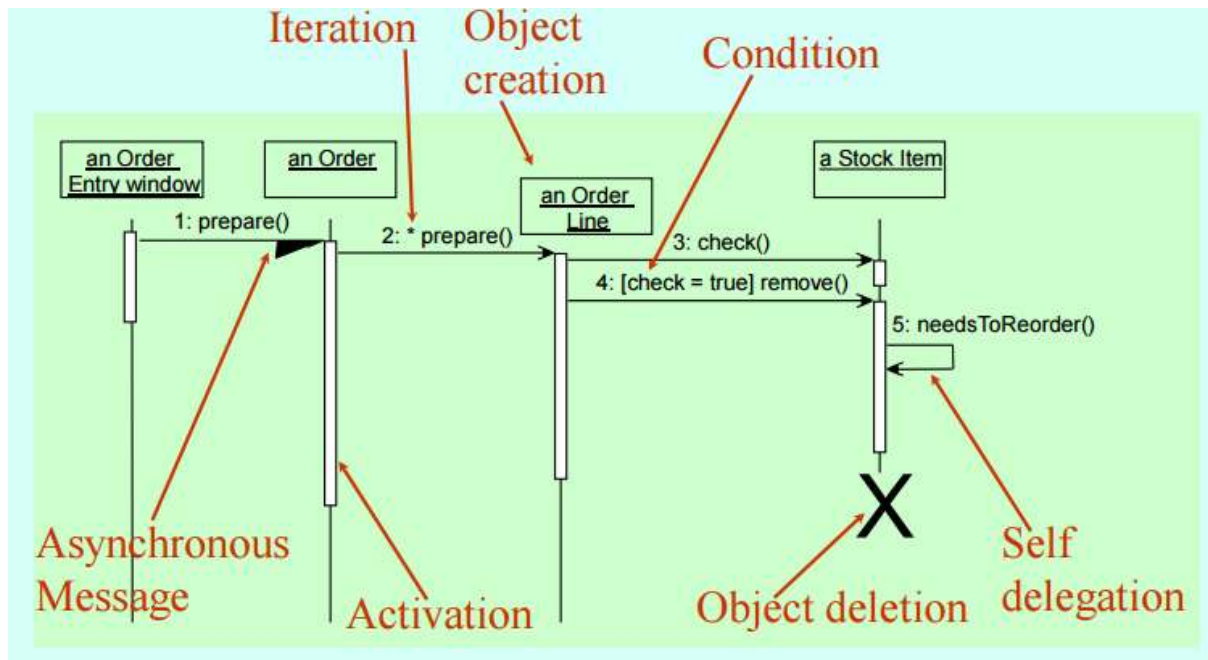 Iteration
Object
creation
Condition
an Order
Entry window
an Order
an Order
Line
a Stock Item
1: prepare()
2: * prepare()
3: check()
4: [check = true] remove()
5: needsToReorder()
X
Asynchronous
Message
Activation
Object deletion
Self
delegation